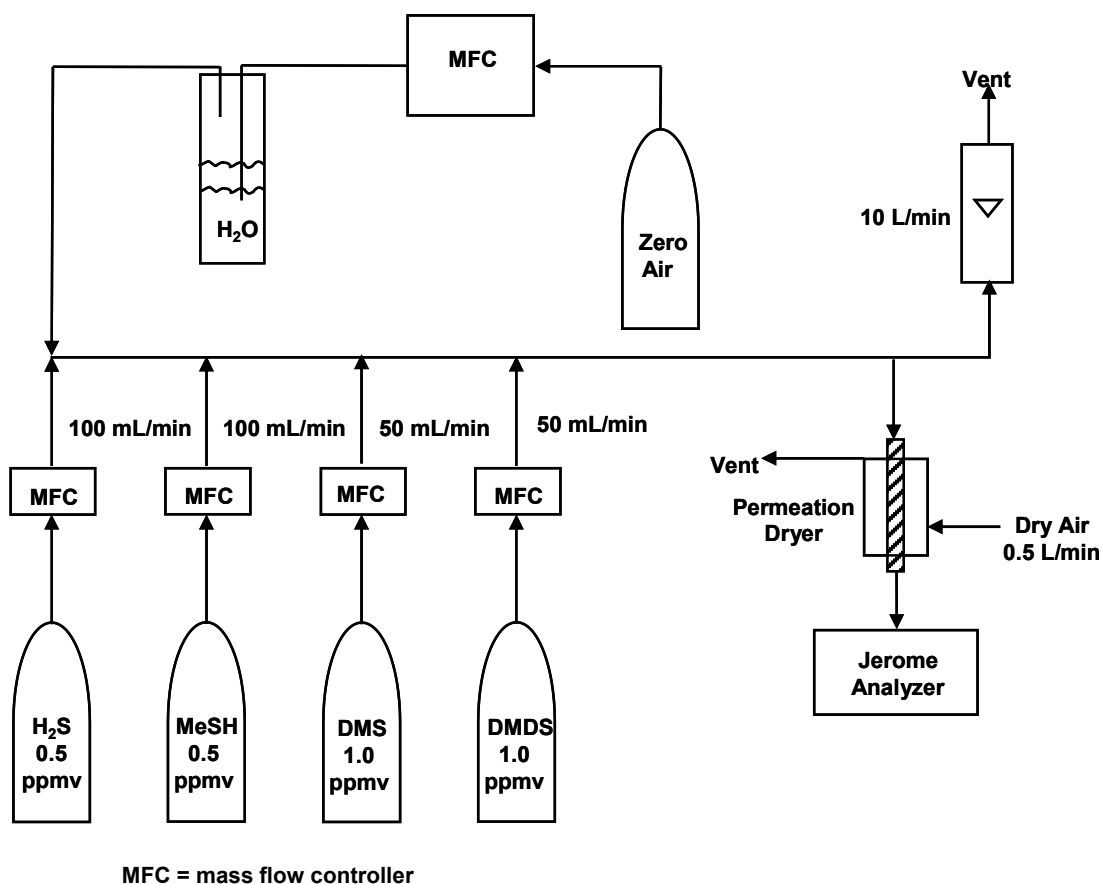 MFC
Vent
H₂O
10 L/min
Zero
Air
100 mL/min
100 mL/min
50 mL/min
50 mL/min
MFC
MFC
MFC
MFC
Vent
Permeation
Dryer
Dry Air
0.5 L/min
Jerome
Analyzer
H₂S
0.5
ppmv
MeSH
0.5
ppmv
DMS
1.0
ppmv
DMDS
1.0
ppmv
MFC = mass flow controller